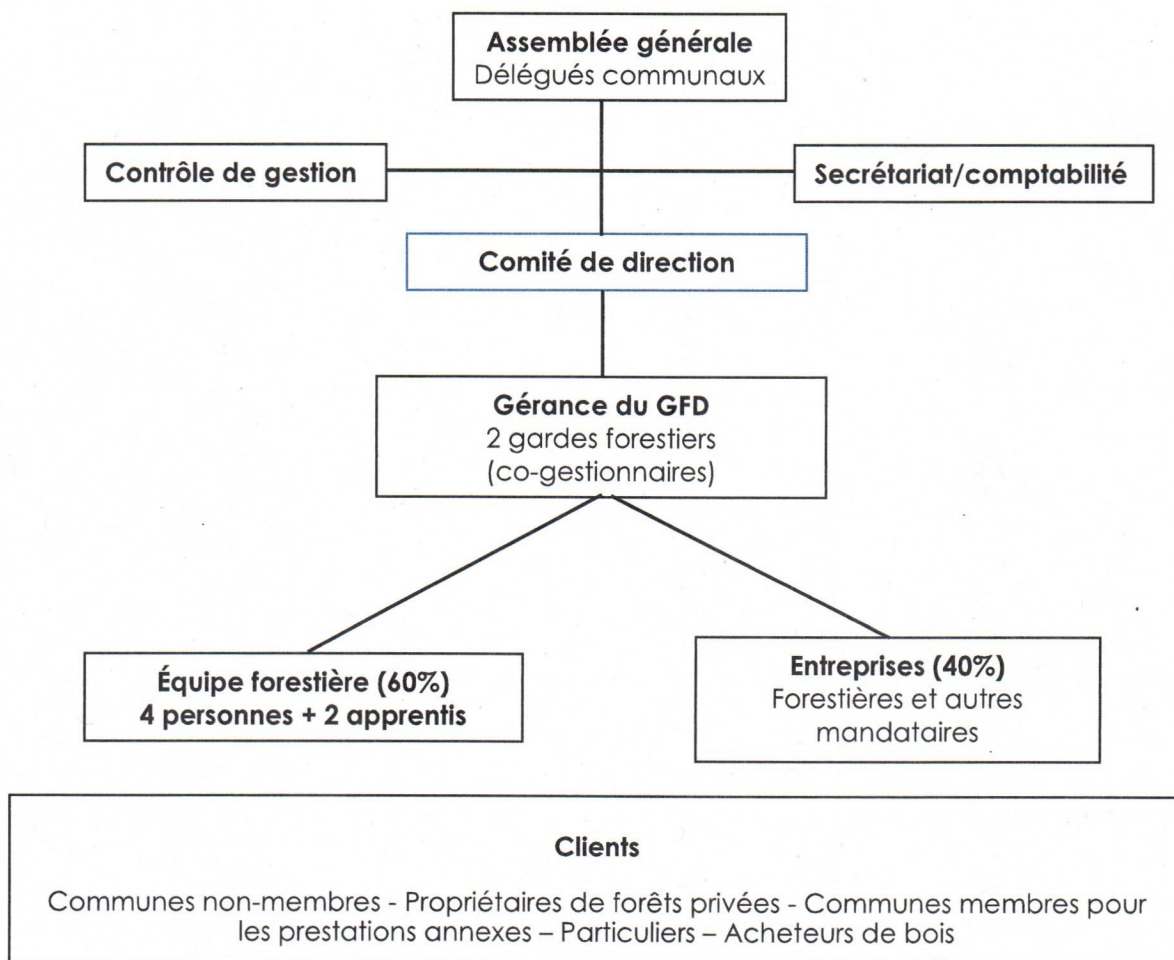 Assemblée générale
Délégués communaux
Contrôle de gestion
Secrétariat/comptabilité
Comité de direction
Gérance du GFD
2 gardes forestiers
(co-gestionnaires)
Équipe forestière (60%)
4 personnes + 2 apprentis
Entreprises (40%)
Forestières et autres
mandataires
Clients
Communes non-membres - Propriétaires de forêts privées - Communes membres pour
les prestations annexes – Particuliers – Acheteurs de bois